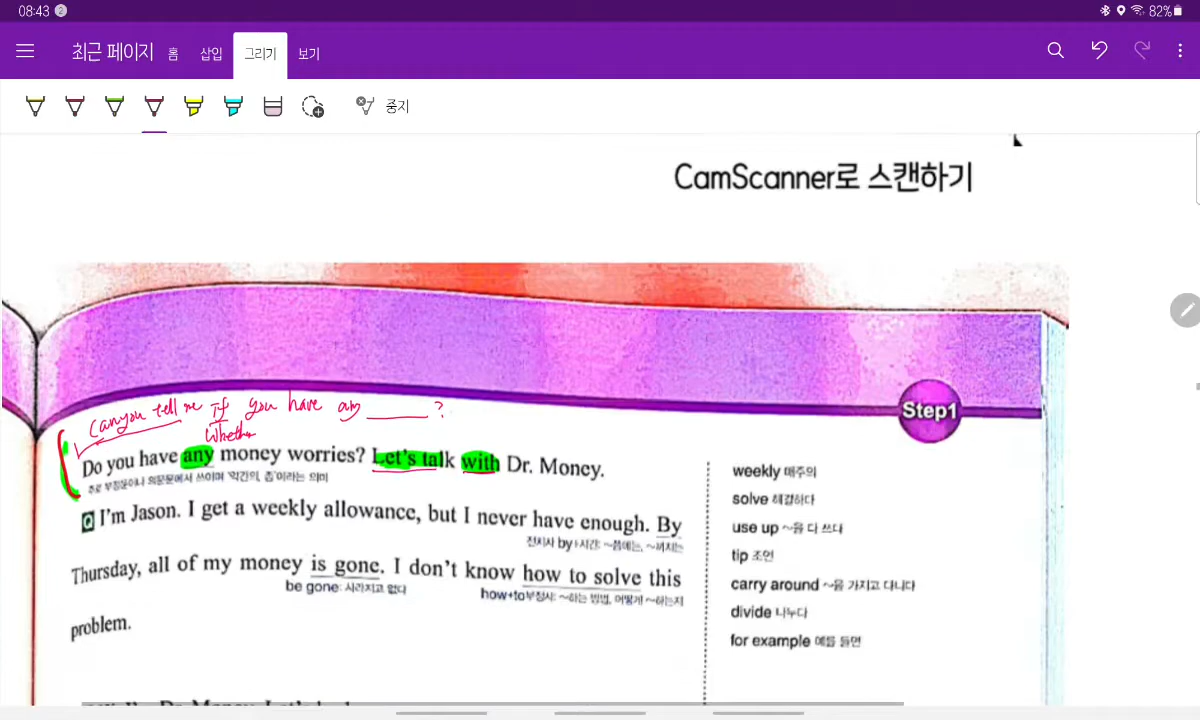 08:43 2
82%
최근 페이지 홈 삽입 그리기 보기
중지
CamScanner로 스캔하기
Step1
Can you tell me if you have any ______ ?
Whether
Do you have any money worries? Let's talk with Dr. Money.
주로 부정문이나 의문문에서 쓰이며 '약간의, 좀'이라는 의미
Q I'm Jason. I get a weekly allowance, but I never have enough. By
전치사 by+시간: ~쯤에는, ~까지는
Thursday, all of my money is gone. I don't know how to solve this
be gone: 사라지고 없다
how+to부정사: ~하는 방법, 어떻게 ~하는지
problem.
weekly 매주의
solve 해결하다
use up ~을 다 쓰다
tip 조언
carry around ~을 가지고 다니다
divide 나누다
for example 예를 들면